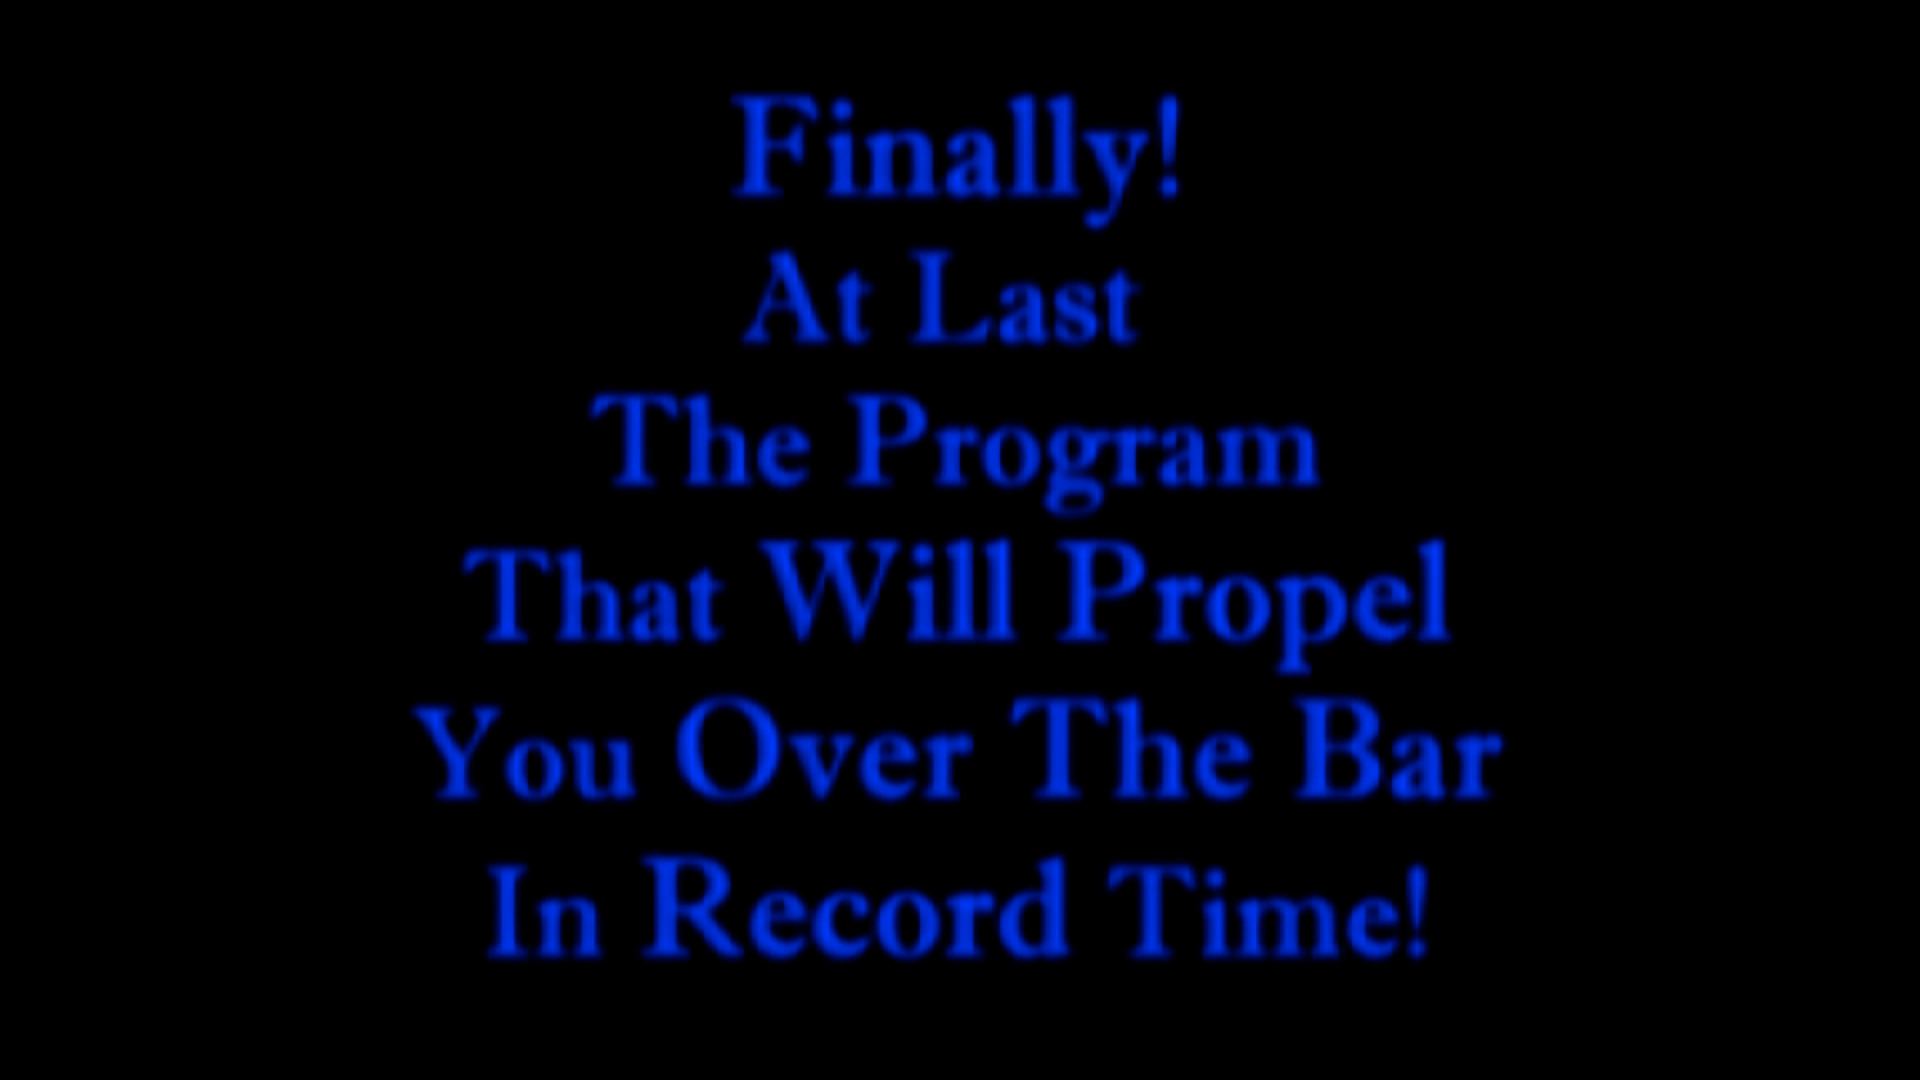 Finally!
At Last
The Program
That Will Propel
You Over The Bar
In Record Time!